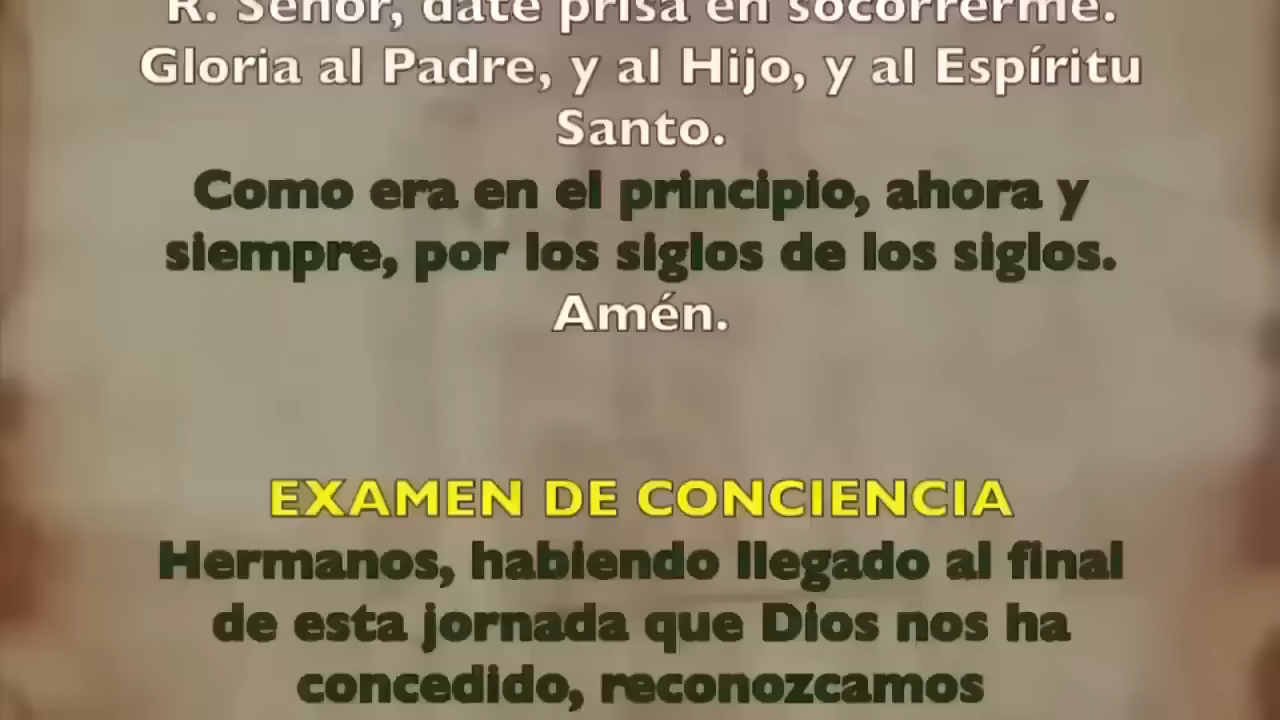 R. Señor, date prisa en socorrerme.
Gloria al Padre, y al Hijo, y al Espíritu
Santo.
Como era en el principio, ahora y
siempre, por los siglos de los siglos.
Amén.
EXAMEN DE CONCIENCIA
Hermanos, habiendo llegado al final
de esta jornada que Dios nos ha
concedido, reconozcamos